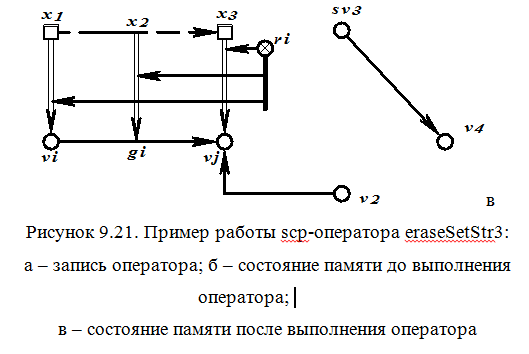 x1 x2 x3 sv3
ri
v4
vi gi vj
v2
в
Рисунок 9.21. Пример работы scp-оператора eraseSetStr3:
а – запись оператора; б – состояние памяти до выполнения
оператора;
в – состояние памяти после выполнения оператора